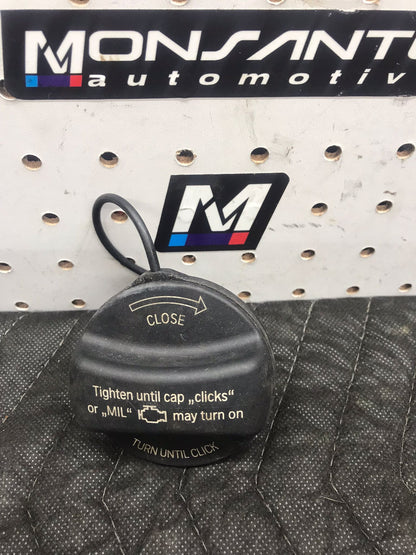 MONSANTO
automotiv
M
CLOSE
Tighten until cap „clicks“
or „MIL“ may turn on
TURN UNTIL CLICK